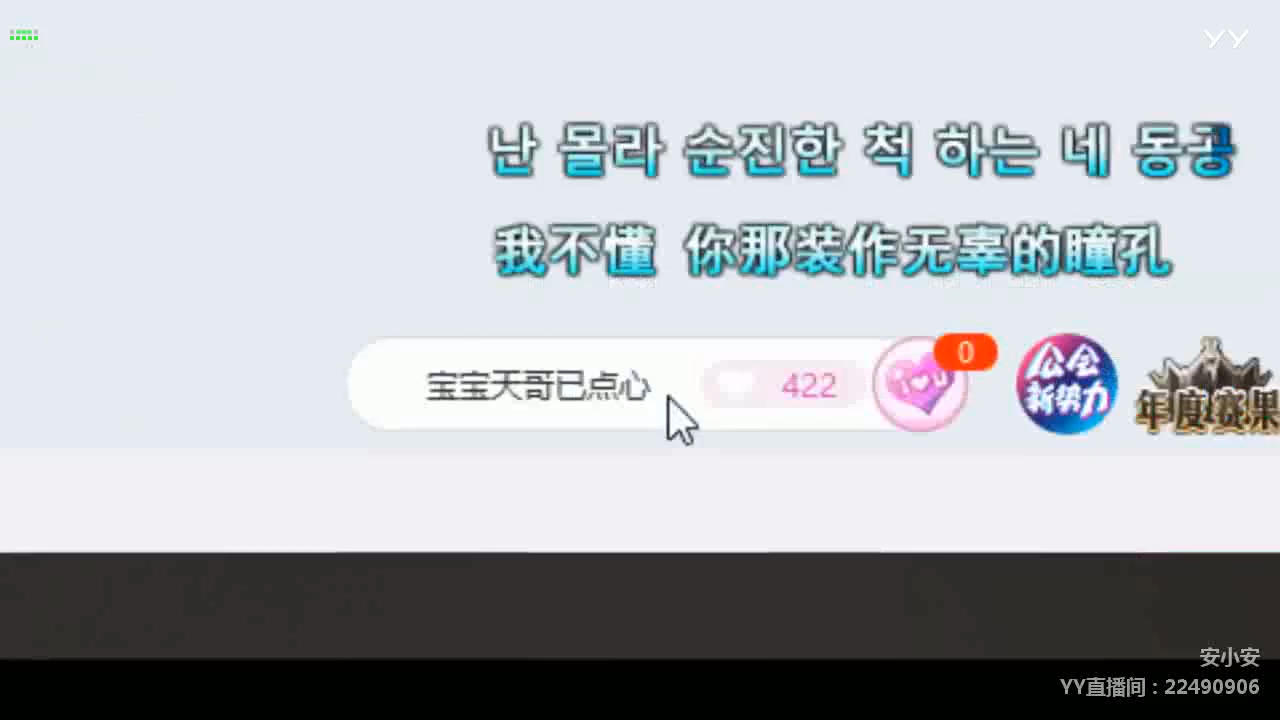 YY
난 몰라 순진한 척 하는 네 동공
我不懂 你那装作无辜的瞳孔
宝宝天哥已点心
422
i u
0
公会新势力
年度赛果
安小安
YY直播间：22490906